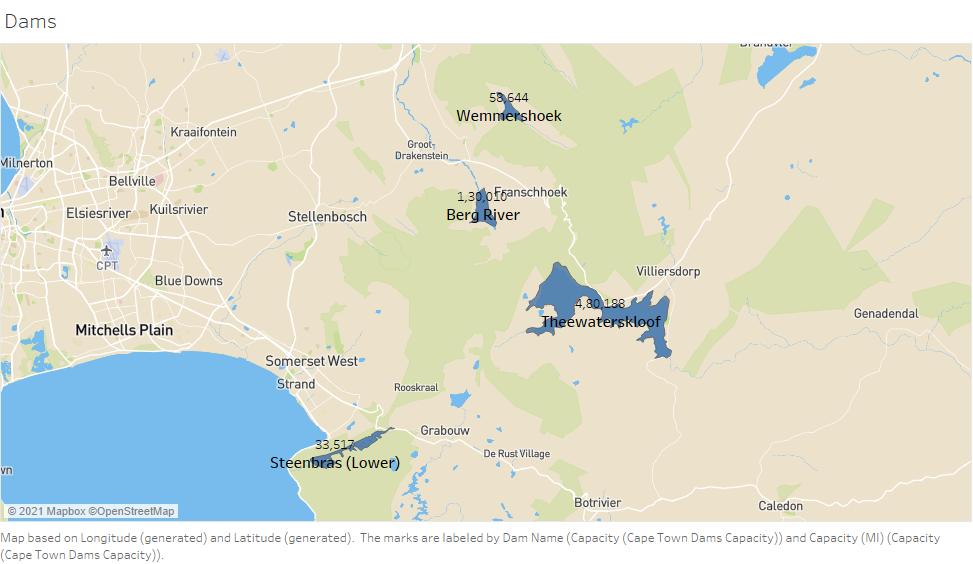 Dams
Brandvlei
58,644
Wemmershoek
Kraaifontein
Groot-
Drakenstein
Milnerton
Bellville
1,30,010
Franschhoek
Elsiesriver
Kuilsrivier
Stellenbosch
Berg River
CPT
Blue Downs
Villiersdorp
4,80,188
Theewaterskloof
Genadendal
Mitchells Plain
Somerset West
Strand
Rooskraal
33,517
Grabouw
Steenbras (Lower)
De Rust Village
wn
Botrivier
Caledon
© 2021 Mapbox ©OpenStreetMap
Map based on Longitude (generated) and Latitude (generated).  The marks are labeled by Dam Name (Capacity (Cape Town Dams Capacity)) and Capacity (Ml) (Capacity
(Cape Town Dams Capacity)).